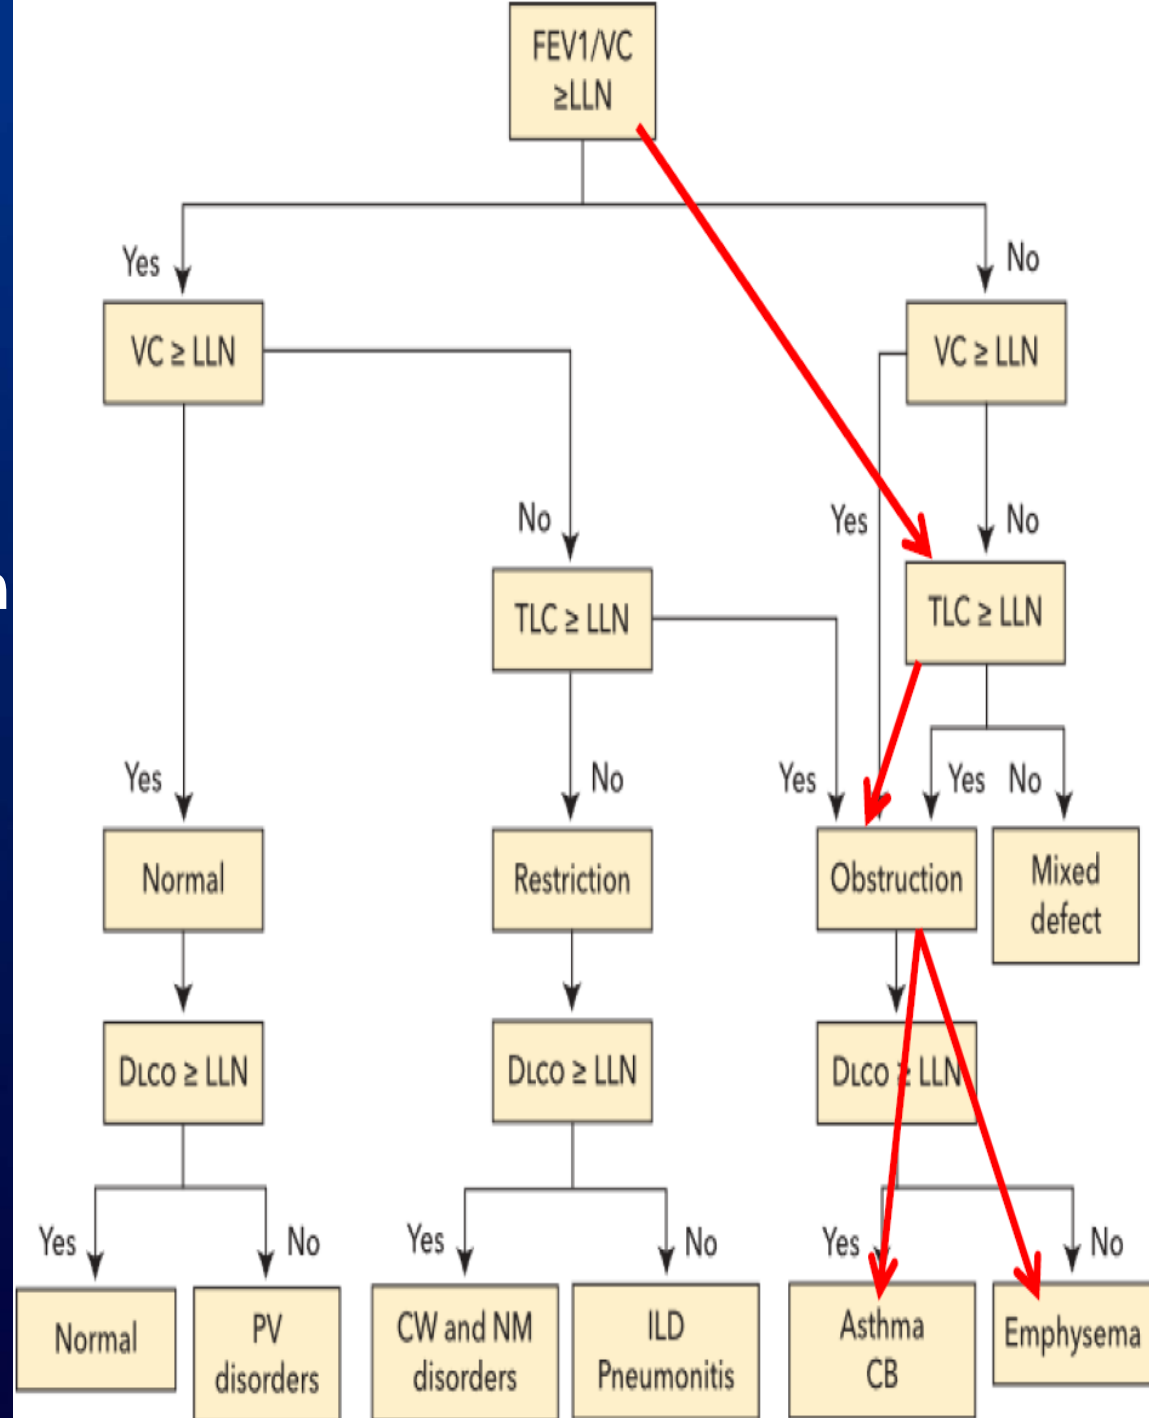 FEV1/VC
≥LLN
Yes
No
VC ≥ LLN
VC ≥ LLN
No
Yes
No
n
TLC ≥ LLN
TLC ≥ LLN
Yes
No
Yes
Yes
No
Normal
Restriction
Obstruction
Mixed
defect
DLCO ≥ LLN
DLCO ≥ LLN
DLCO ≥ LLN
Yes
No
Yes
No
Yes
No
Normal
PV
disorders
CW and NM
disorders
ILD
Pneumonitis
Asthma
CB
Emphysema